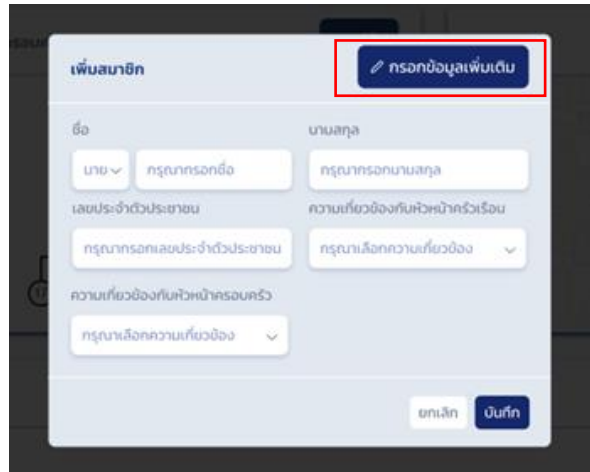 เพิ่มสมาชิก
กรอกข้อมูลเพิ่มเติม
ชื่อ นามสกุล
นาย กรุณากรอกชื่อ กรุณากรอกนามสกุล
เลขประจำตัวประชาชน ความเกี่ยวข้องกับหัวหน้าครัวเรือน
กรุณากรอกเลขประจำตัวประชาชน กรุณาเลือกความเกี่ยวข้อง
ความเกี่ยวข้องกับหัวหน้าครอบครัว
กรุณาเลือกความเกี่ยวข้อง
ยกเลิก บันทึก